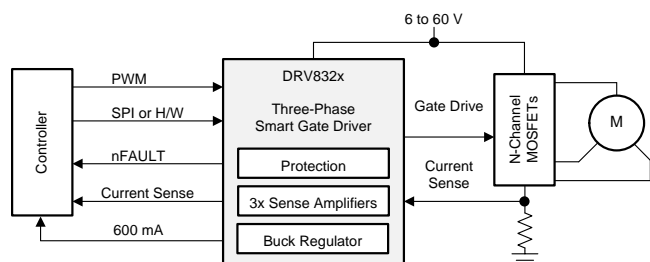 6 to 60 V
DRV832x
Three-Phase
Smart Gate Driver
Protection
3x Sense Amplifiers
Buck Regulator
Controller
PWM
SPI or H/W
nFAULT
Current Sense
600 mA
Gate Drive
Current
Sense
N-Channel
MOSFETs
M